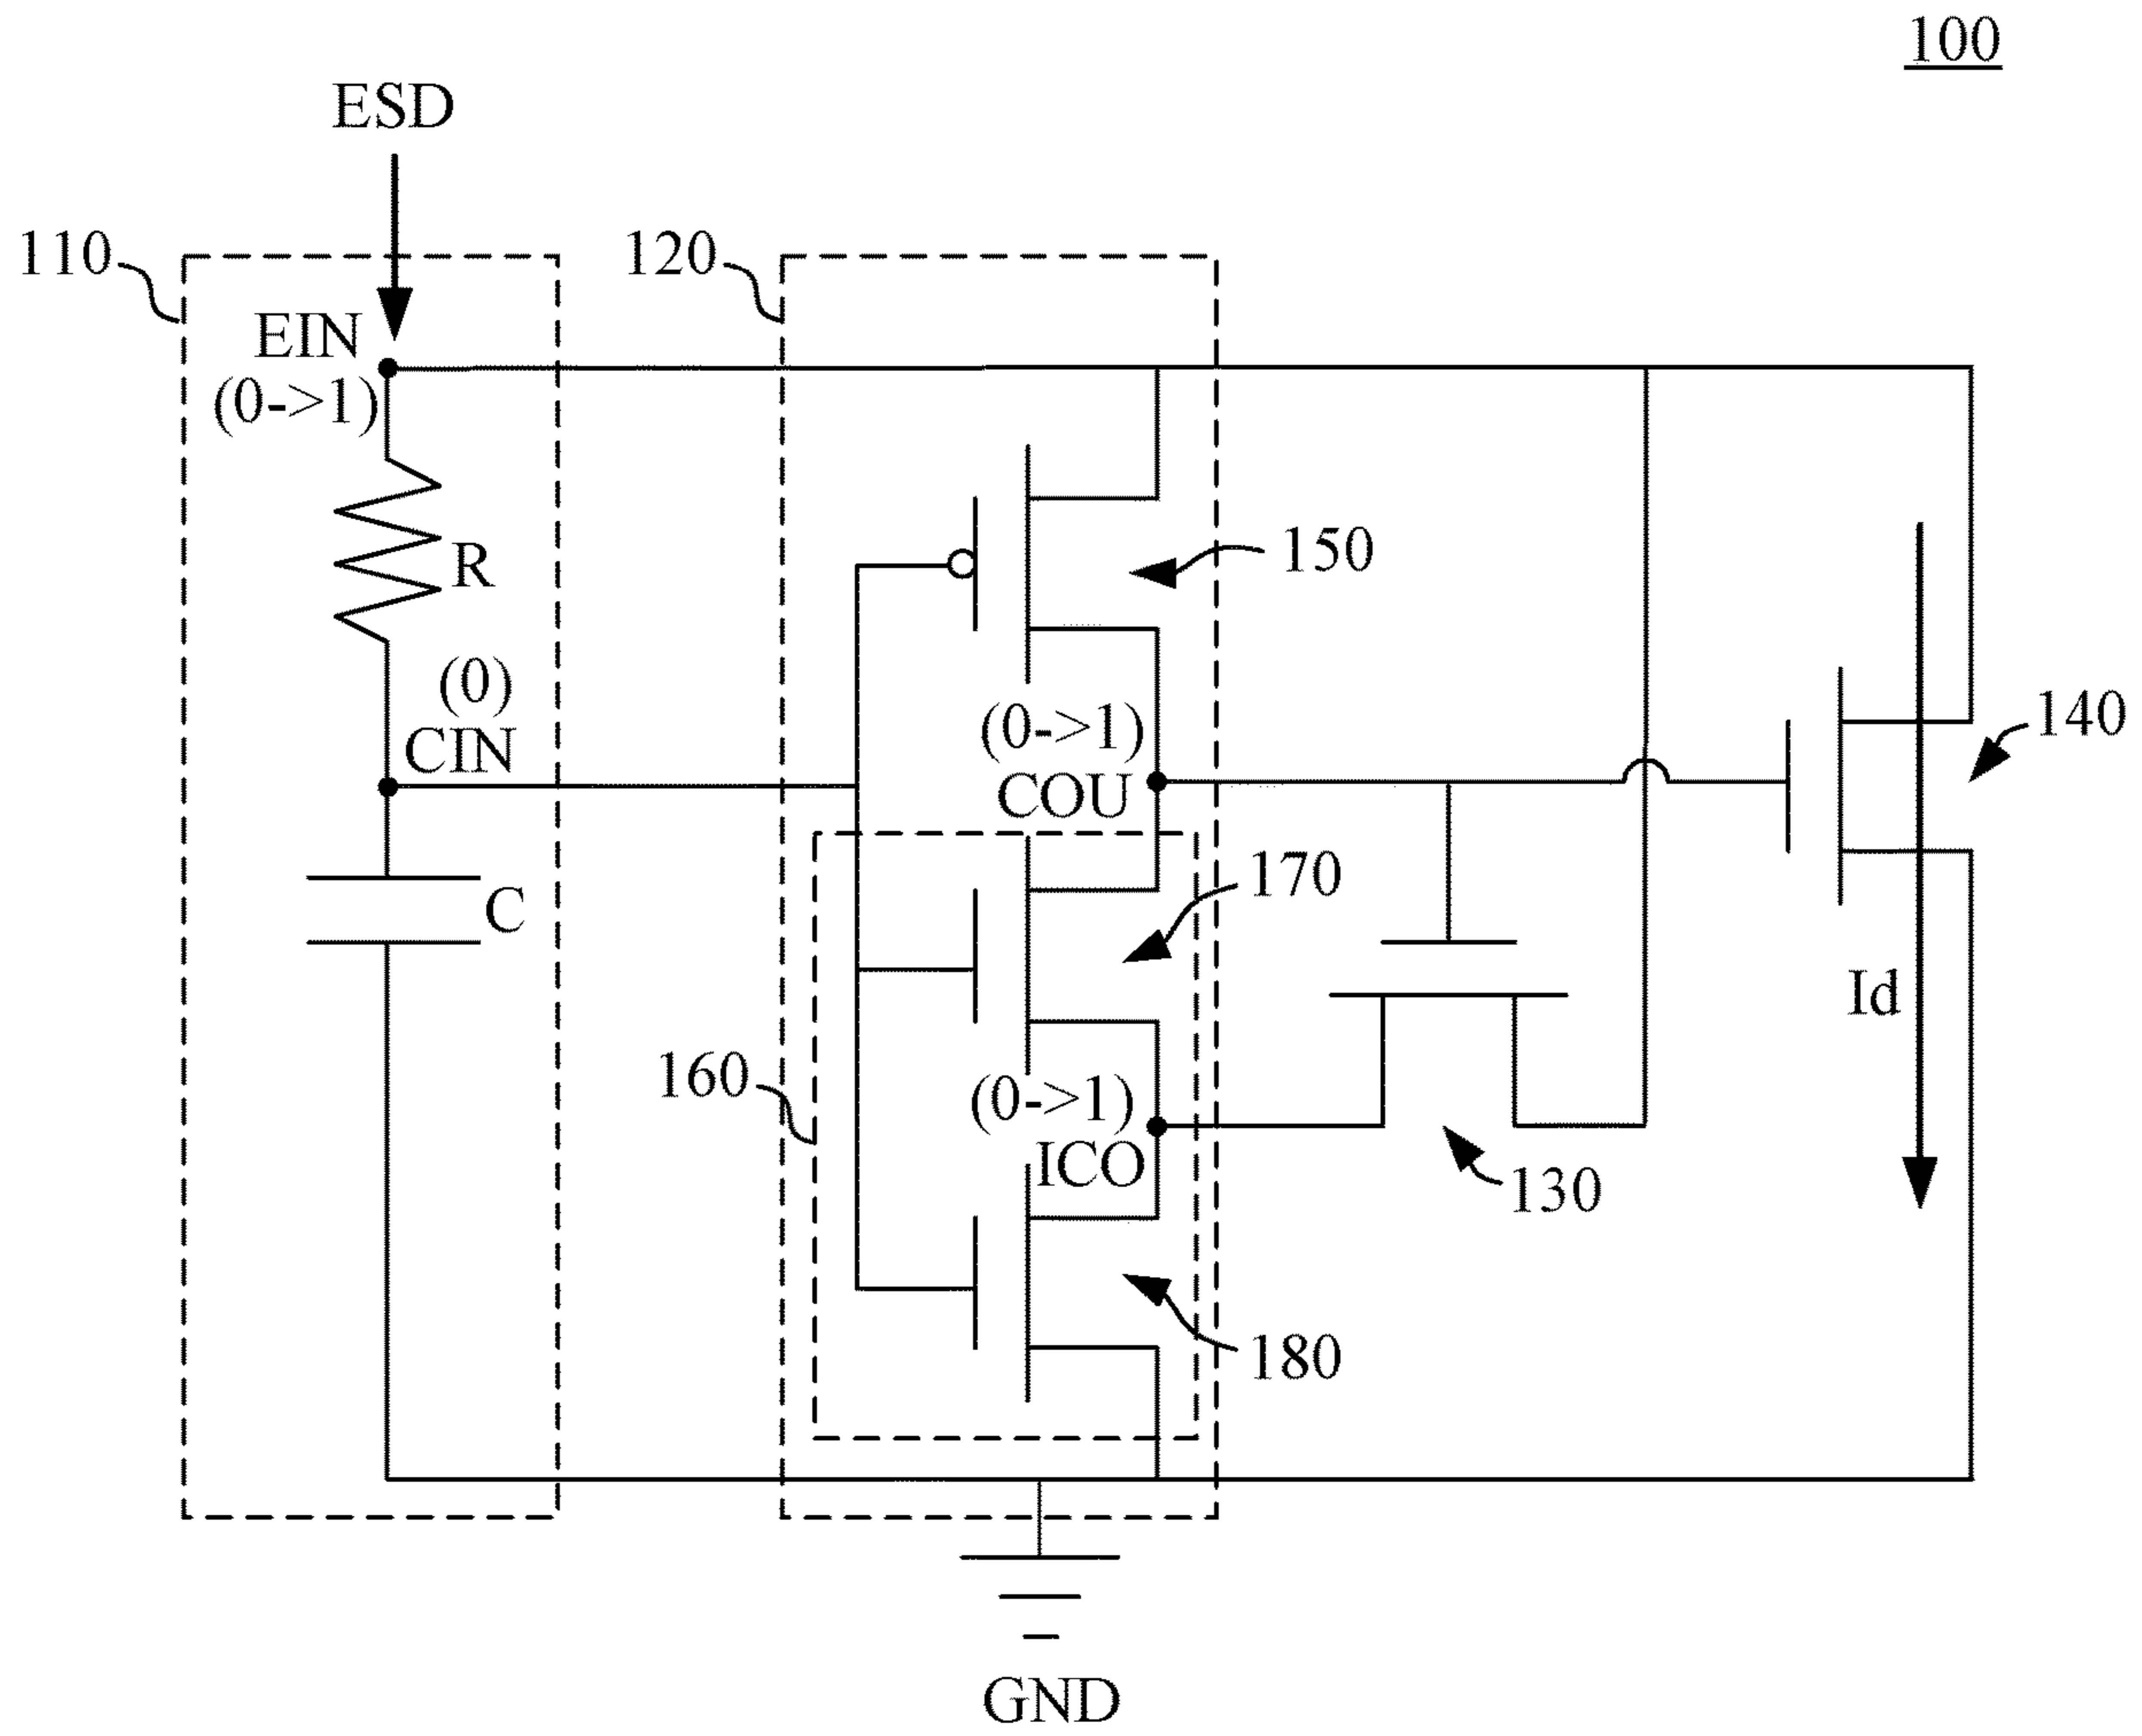 100
ESD
110
120
EIN
(0->1)
150
R
(0)
CIN
(0->1)
COU
140
170
C
Id
160
(0->1)
ICO
130
180
GND